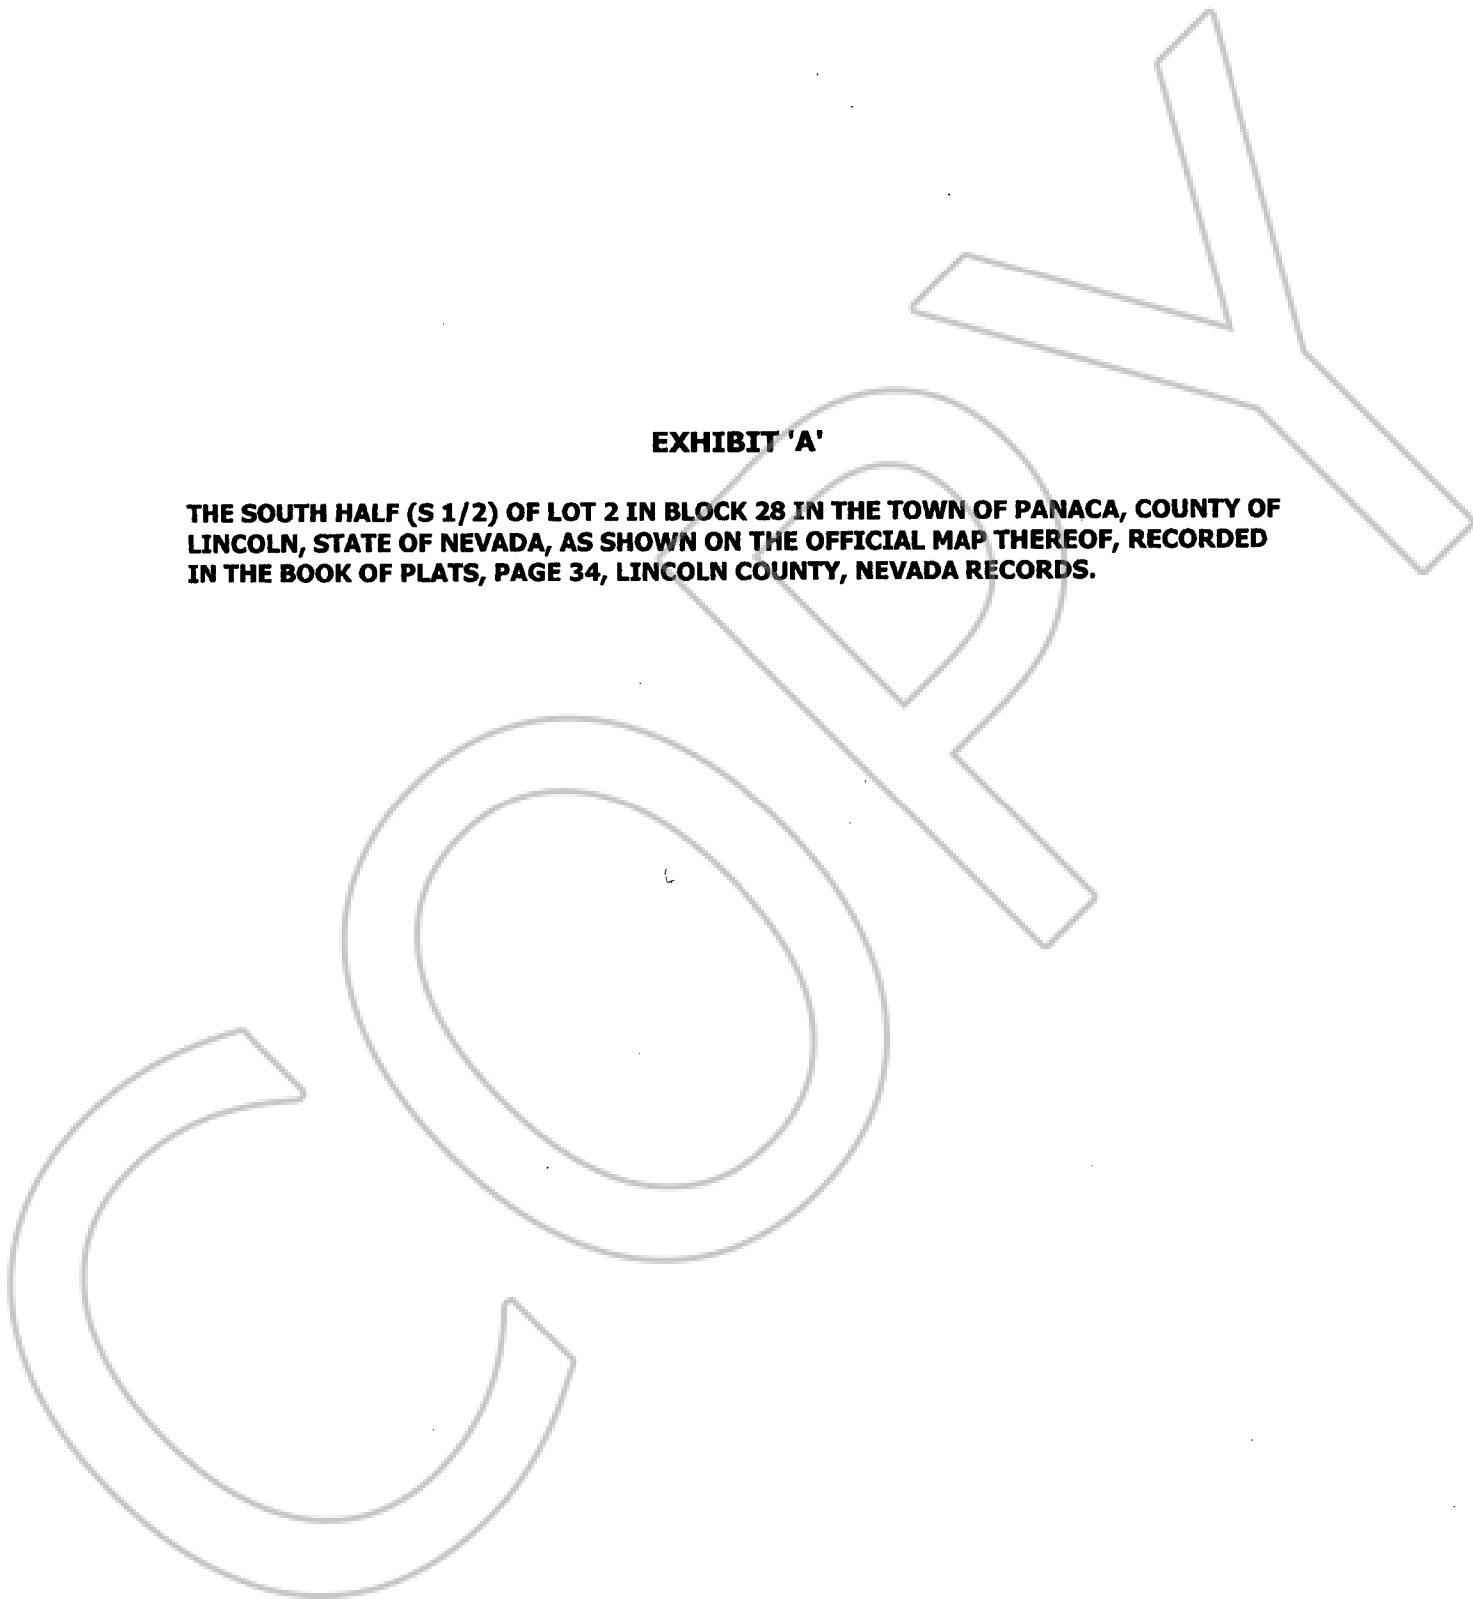 EXHIBIT 'A'
THE SOUTH HALF (S 1/2) OF LOT 2 IN BLOCK 28 IN THE TOWN OF PANACA, COUNTY OF
LINCOLN, STATE OF NEVADA, AS SHOWN ON THE OFFICIAL MAP THEREOF, RECORDED
IN THE BOOK OF PLATS, PAGE 34, LINCOLN COUNTY, NEVADA RECORDS.
COPY